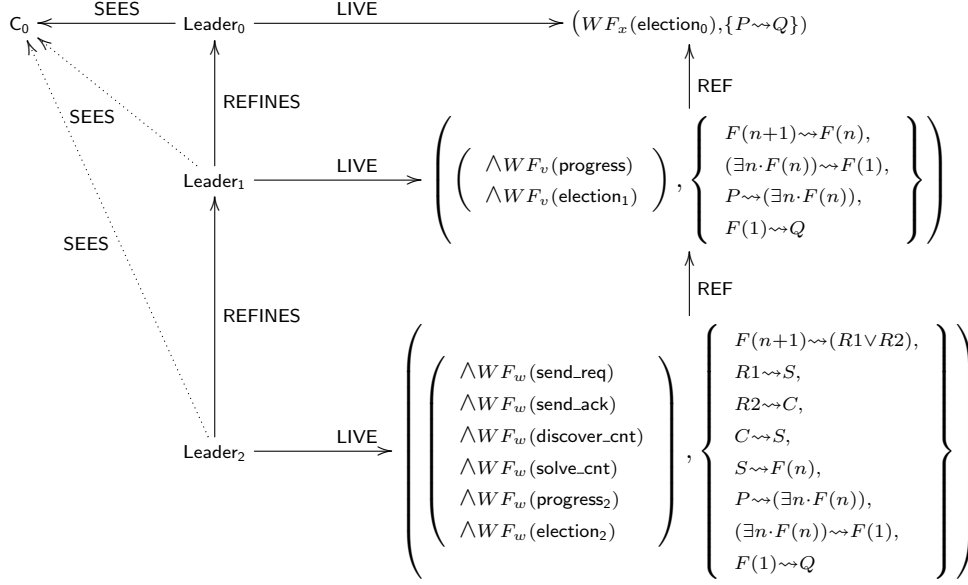 C₀ SEES Leader₀ LIVE (WFₓ(election₀),{P⇝Q})
SEES REFINES REF
Leader₁ LIVE
∧WFᵥ(progress)
∧WFᵥ(election₁)
,
F(n+1)⇝F(n),
(∃n·F(n))⇝F(1),
P⇝(∃n·F(n)),
F(1)⇝Q
SEES REFINES REF
Leader₂ LIVE
∧WF_w(send_req)
∧WF_w(send_ack)
∧WF_w(discover_cnt)
∧WF_w(solve_cnt)
∧WF_w(progress₂)
∧WF_w(election₂)
,
F(n+1)⇝(R1∨R2),
R1⇝S,
R2⇝C,
C⇝S,
S⇝F(n),
P⇝(∃n·F(n)),
(∃n·F(n))⇝F(1),
F(1)⇝Q